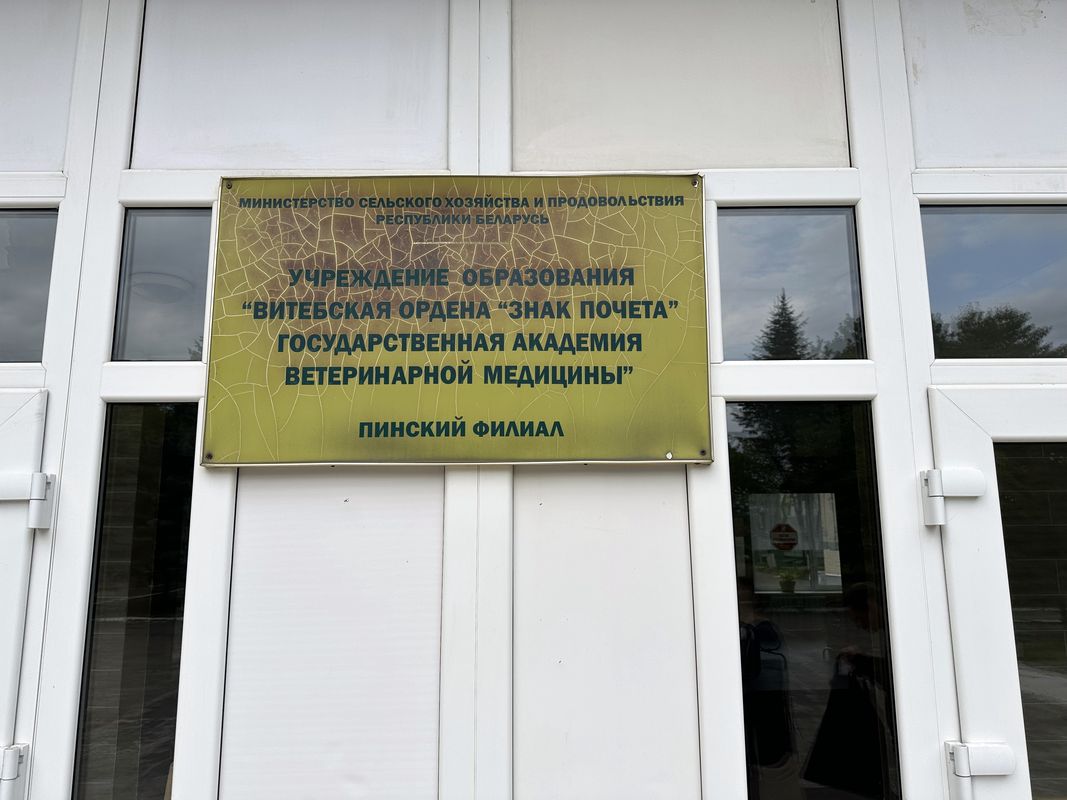 МИНИСТЕРСТВО СЕЛЬСКОГО ХОЗЯЙСТВА И ПРОДОВОЛЬСТВИЯ
РЕСПУБЛИКИ БЕЛАРУСЬ
УЧРЕЖДЕНИЕ ОБРАЗОВАНИЯ
“ВИТЕБСКАЯ ОРДЕНА “ЗНАК ПОЧЕТА”
ГОСУДАРСТВЕННАЯ АКАДЕМИЯ
ВЕТЕРИНАРНОЙ МЕДИЦИНЫ”
ПИНСКИЙ ФИЛИАЛ